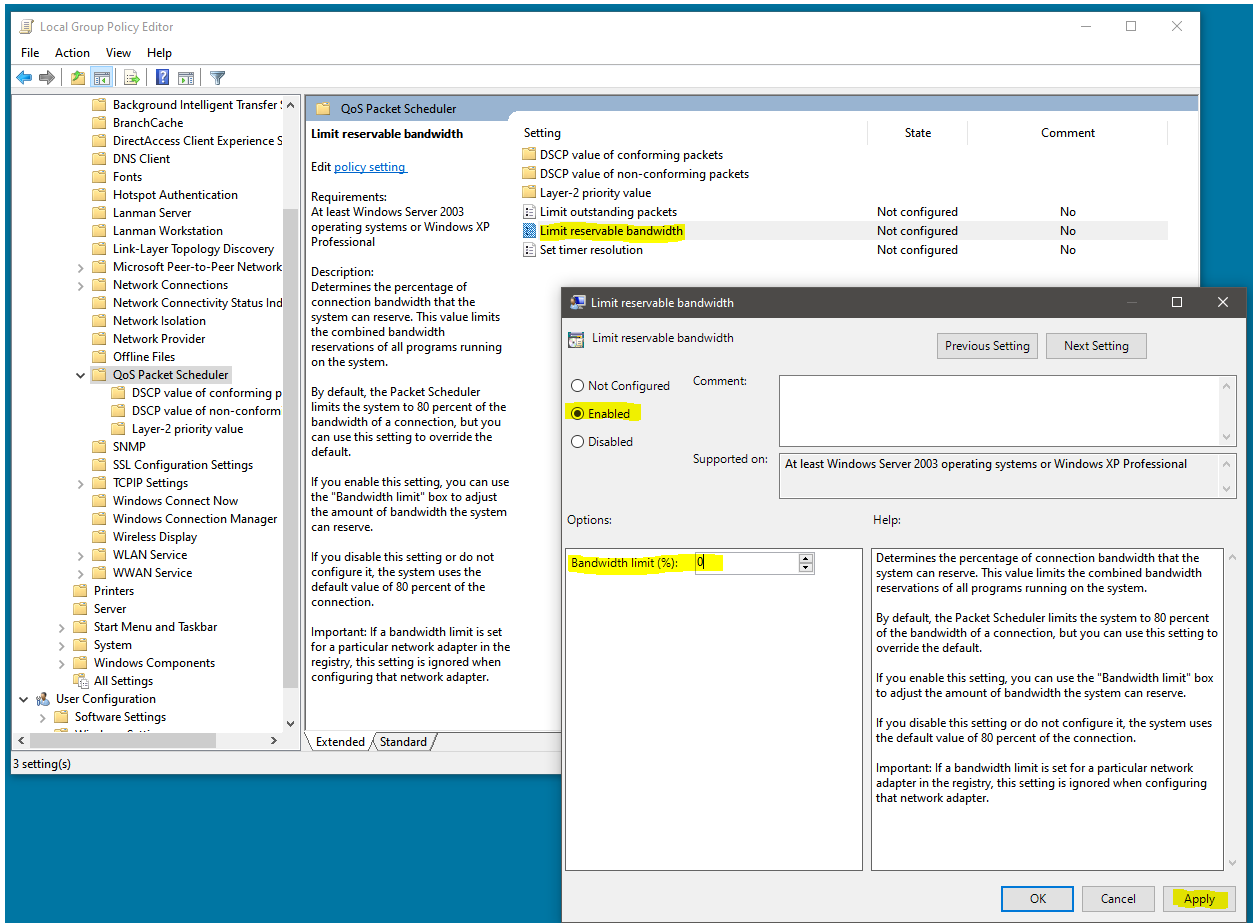 Local Group Policy Editor
File Action View Help
Background Intelligent Transfer
BranchCache
DirectAccess Client Experience S
DNS Client
Fonts
Hotspot Authentication
Lanman Server
Lanman Workstation
Link-Layer Topology Discovery
Microsoft Peer-to-Peer Network
Network Connections
Network Connectivity Status Ind
Network Isolation
Network Provider
Offline Files
QoS Packet Scheduler
DSCP value of conforming p
DSCP value of non-conform
Layer-2 priority value
SNMP
SSL Configuration Settings
TCPIP Settings
Windows Connect Now
Windows Connection Manager
Wireless Display
WLAN Service
WWAN Service
Printers
Server
Start Menu and Taskbar
System
Windows Components
All Settings
User Configuration
Software Settings
3 setting(s)
QoS Packet Scheduler
Limit reservable bandwidth
Edit policy setting
Requirements:
At least Windows Server 2003
operating systems or Windows XP
Professional
Description:
Determines the percentage of
connection bandwidth that the
system can reserve. This value limits
the combined bandwidth
reservations of all programs running
on the system.
By default, the Packet Scheduler
limits the system to 80 percent of the
bandwidth of a connection, but you
can use this setting to override the
default.
If you enable this setting, you can use
the "Bandwidth limit" box to adjust
the amount of bandwidth the system
can reserve.
If you disable this setting or do not
configure it, the system uses the
default value of 80 percent of the
connection.
Important: If a bandwidth limit is set
for a particular network adapter in the
registry, this setting is ignored when
configuring that network adapter.
Extended Standard
Setting State Comment
DSCP value of conforming packets
DSCP value of non-conforming packets
Layer-2 priority value
Limit outstanding packets Not configured No
Limit reservable bandwidth Not configured No
Set timer resolution Not configured No
Limit reservable bandwidth
Limit reservable bandwidth
Previous Setting Next Setting
Not Configured Comment:
Enabled
Disabled
Supported on: At least Windows Server 2003 operating systems or Windows XP Professional
Options: Help:
Bandwidth limit (%): 0
Determines the percentage of connection bandwidth that the
system can reserve. This value limits the combined bandwidth
reservations of all programs running on the system.
By default, the Packet Scheduler limits the system to 80 percent
of the bandwidth of a connection, but you can use this setting to
override the default.
If you enable this setting, you can use the "Bandwidth limit" box
to adjust the amount of bandwidth the system can reserve.
If you disable this setting or do not configure it, the system uses
the default value of 80 percent of the connection.
Important: If a bandwidth limit is set for a particular network
adapter in the registry, this setting is ignored when configuring
that network adapter.
OK Cancel Apply